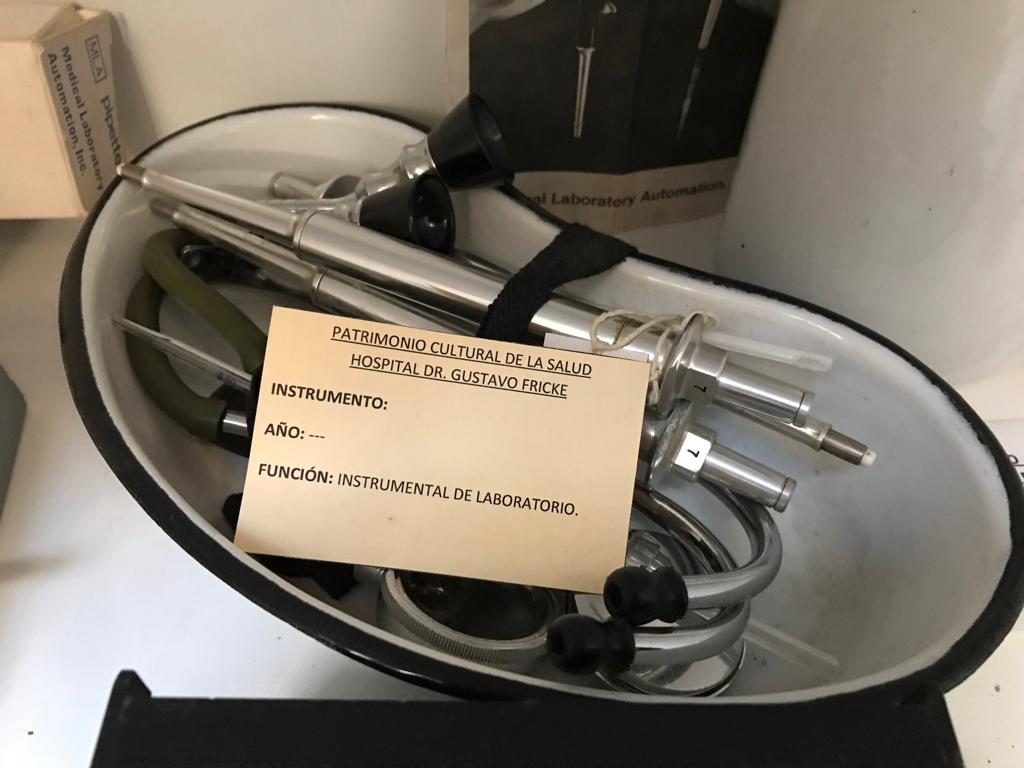 MLA pipette
Medical Laboratory
Automation, Inc.
Laboratory Automation.
PATRIMONIO CULTURAL DE LA SALUD
HOSPITAL DR. GUSTAVO FRICKE
INSTRUMENTO:
AÑO: ---
FUNCIÓN: INSTRUMENTAL DE LABORATORIO.
7
7